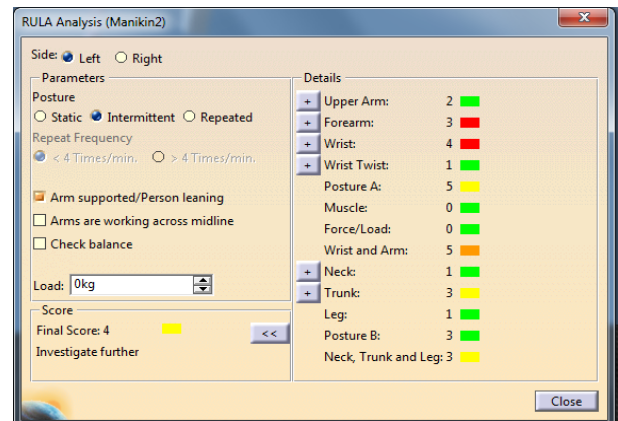 RULA Analysis (Manikin2)
Side: Left Right
Parameters
Posture
Static Intermittent Repeated
Repeat Frequency
< 4 Times/min. > 4 Times/min.
Arm supported/Person leaning
Arms are working across midline
Check balance
Load: 0kg
Score
Final Score: 4
<<
Investigate further
Details
+ Upper Arm: 2
+ Forearm: 3
+ Wrist: 4
+ Wrist Twist: 1
Posture A: 5
Muscle: 0
Force/Load: 0
Wrist and Arm: 5
+ Neck: 1
+ Trunk: 3
Leg: 1
Posture B: 3
Neck, Trunk and Leg: 3
Close